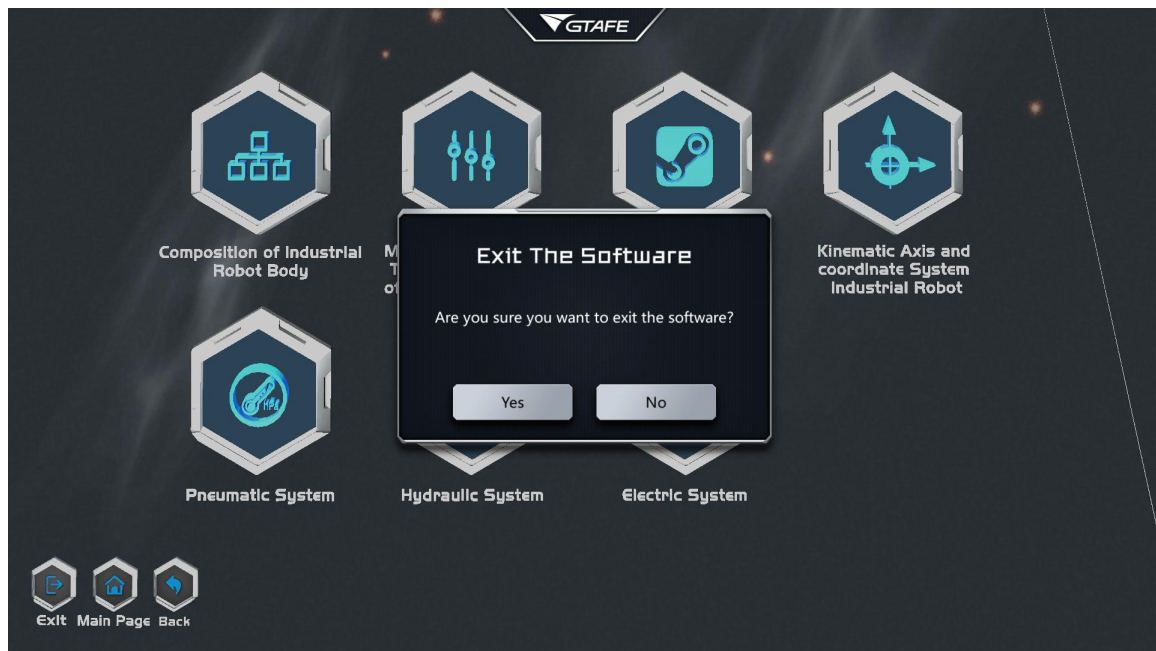 GTAFE
Composition of Industrial
Robot Body
Kinematic Axis and
coordinate System
Industrial Robot
Exit The Software
Are you sure you want to exit the software?
Yes
No
HPa
Pneumatic System
Hydraulic System
Electric System
Exit
Main Page
Back